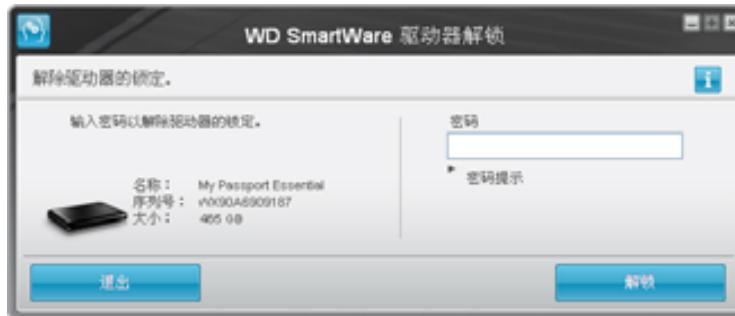 WD SmartWare 驱动器解锁
解除驱动器的锁定。
输入密码以解除驱动器的锁定。
密码
密码提示
名称： My Passport Essential
序列号： WX90A6909187
大小： 465 GB
退出
解锁